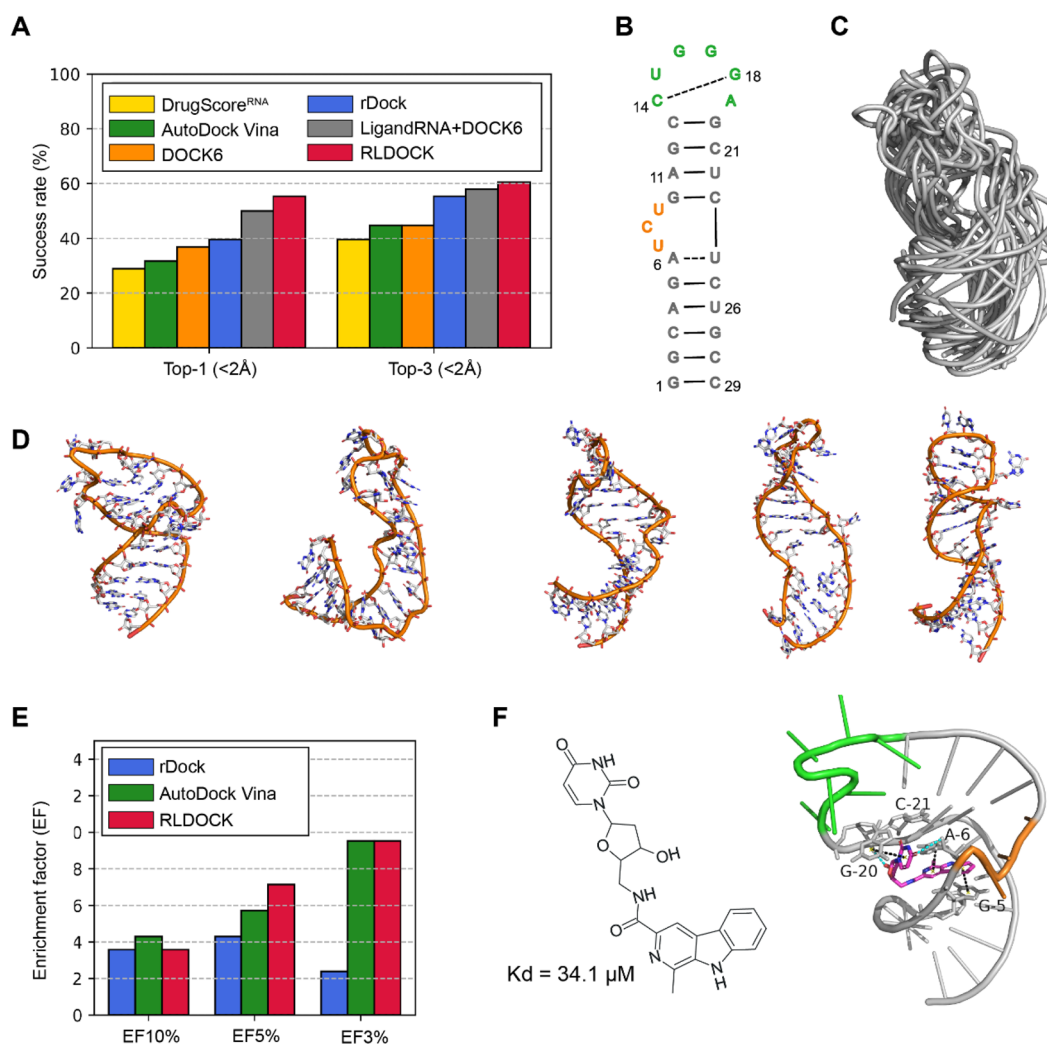 A
Success rate (%)
100
80
60
40
20
0
DrugScoreRNA
AutoDock Vina
DOCK6
rDock
LigandRNA+DOCK6
RLDOCK
Top-1 (<2Å)
Top-3 (<2Å)
B
G G
U G 18
14 C A
C G
G C 21
11 A U
G C
U
C
U
6 A U
G C
A U 26
C G
G C
1 G C 29
C
D
E
Enrichment factor (EF)
4
2
0
8
6
4
2
0
rDock
AutoDock Vina
RLDOCK
EF10%
EF5%
EF3%
F
O
NH
N
O
O
OH
NH
O
N
N
H
Kd = 34.1 μM
C-21
A-6
G-20
G-5